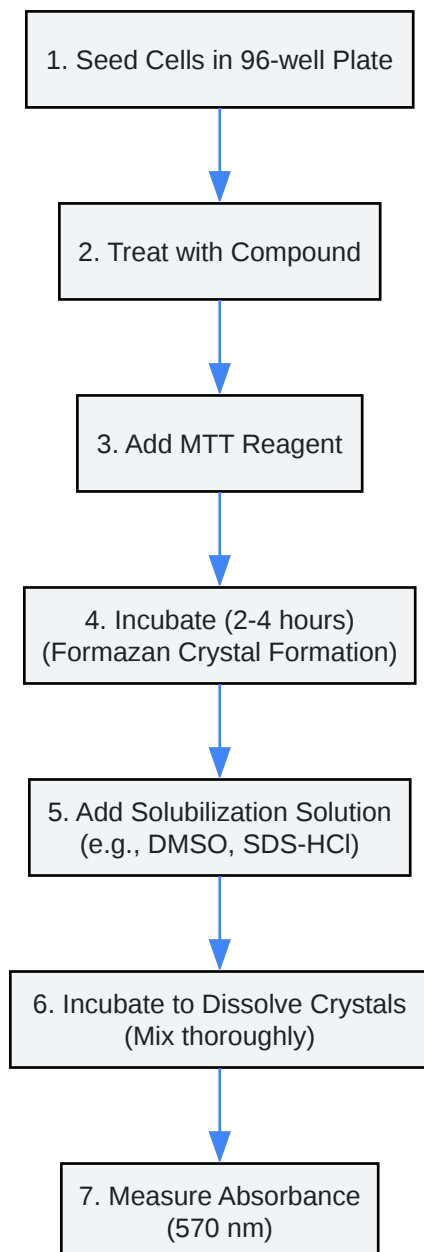 1. Seed Cells in 96-well Plate
2. Treat with Compound
3. Add MTT Reagent
4. Incubate (2-4 hours)
(Formazan Crystal Formation)
5. Add Solubilization Solution
(e.g., DMSO, SDS-HCl)
6. Incubate to Dissolve Crystals
(Mix thoroughly)
7. Measure Absorbance
(570 nm)